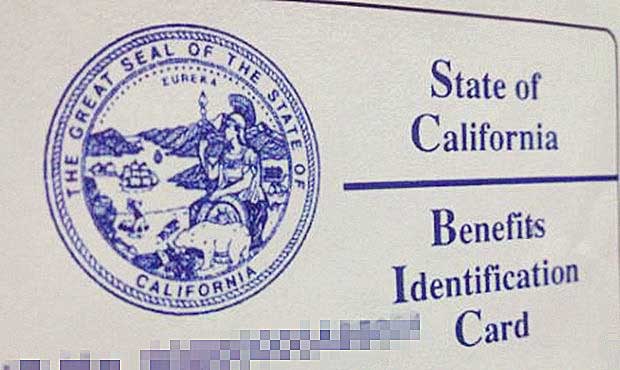 THE GREAT SEAL OF THE STATE OF CALIFORNIA
EUREKA
State of
California
Benefits
Identification
Card